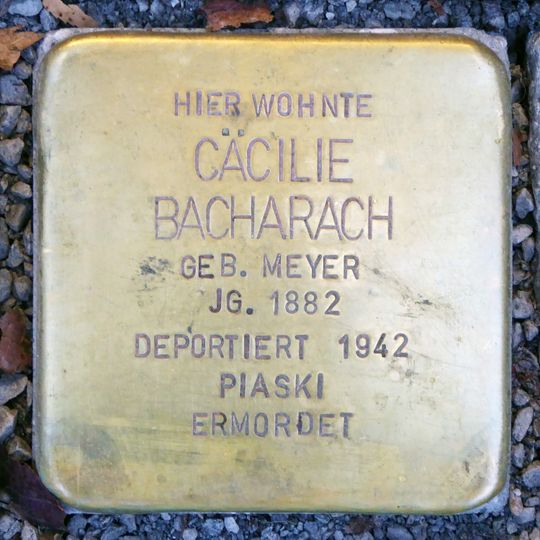 HIER WOHNTE
CÄCILIE
BACHARACH
GEB. MEYER
JG. 1882
DEPORTIERT 1942
PIASKI
ERMORDET